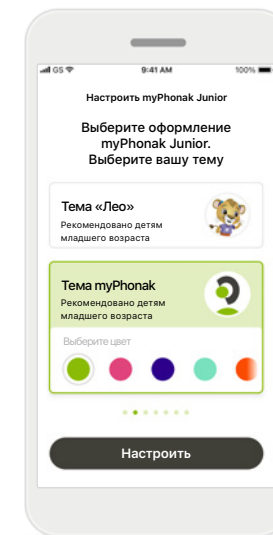 GS 9:41 AM 100%
Настроить myPhonak Junior
Выберите оформление
myPhonak Junior.
Выберите вашу тему
Тема «Лео»
Рекомендовано детям
младшего возраста
Тема myPhonak
Рекомендовано детям
младшего возраста
Выберите цвет
Настроить